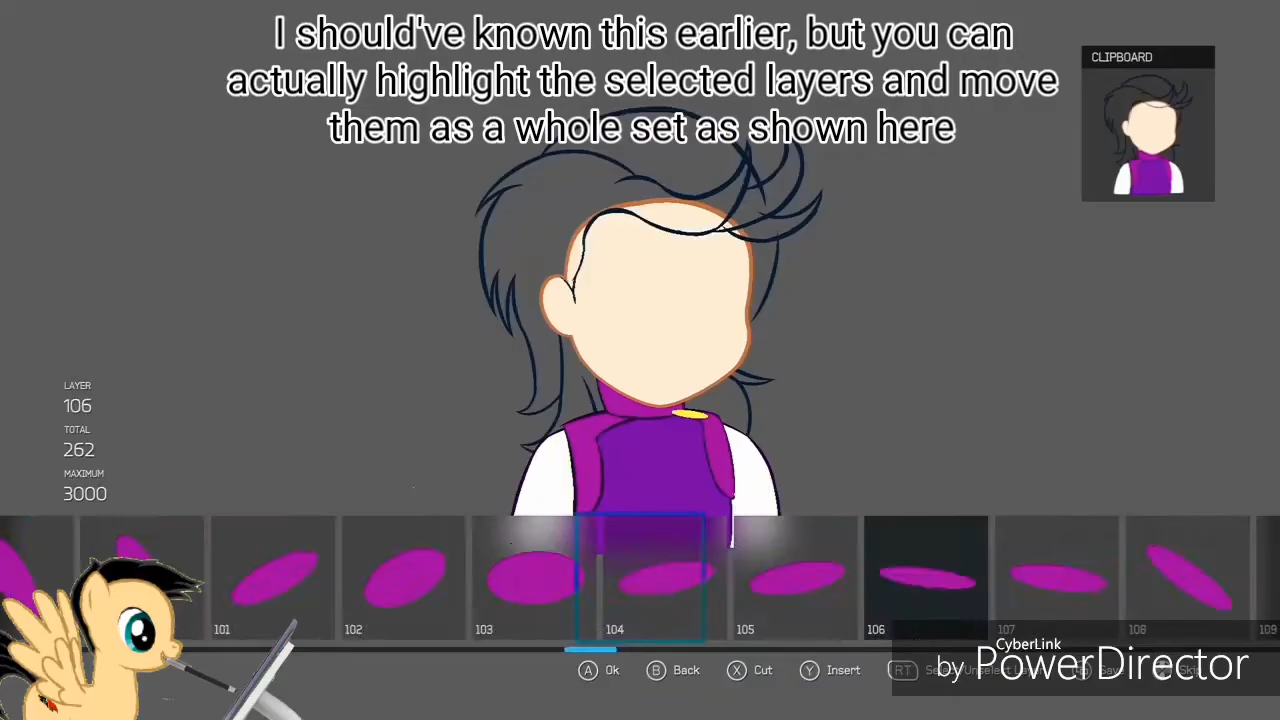 I should've known this earlier, but you can
actually highlight the selected layers and move
them as a whole set as shown here
CLIPBOARD
LAYER
106
TOTAL
262
MAXIMUM
3000
101
102
103
104
105
106
107
108
109
A Ok
B Back
X Cut
Y Insert
RT Select/Unselect
CyberLink
by PowerDirector